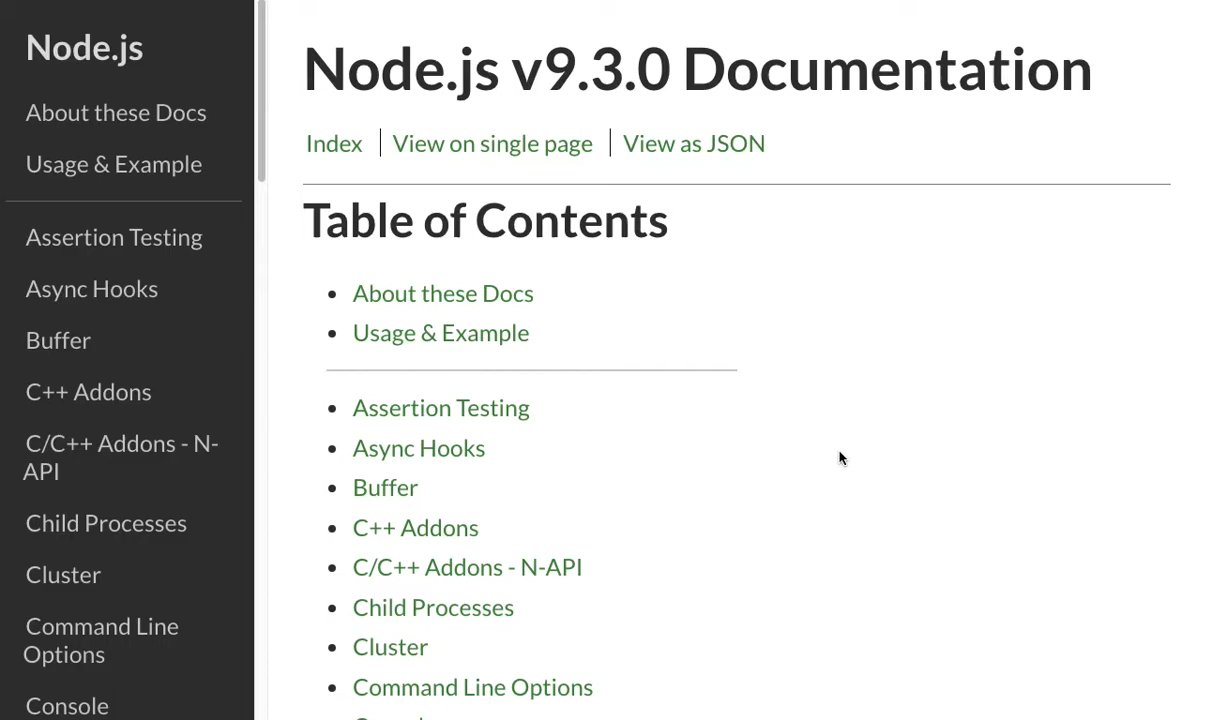 Node.js
About these Docs
Usage & Example
Assertion Testing
Async Hooks
Buffer
C++ Addons
C/C++ Addons - N-
API
Child Processes
Cluster
Command Line
Options
Console
Node.js v9.3.0 Documentation
Index | View on single page | View as JSON
Table of Contents
• About these Docs
• Usage & Example
• Assertion Testing
• Async Hooks
• Buffer
• C++ Addons
• C/C++ Addons - N-API
• Child Processes
• Cluster
• Command Line Options